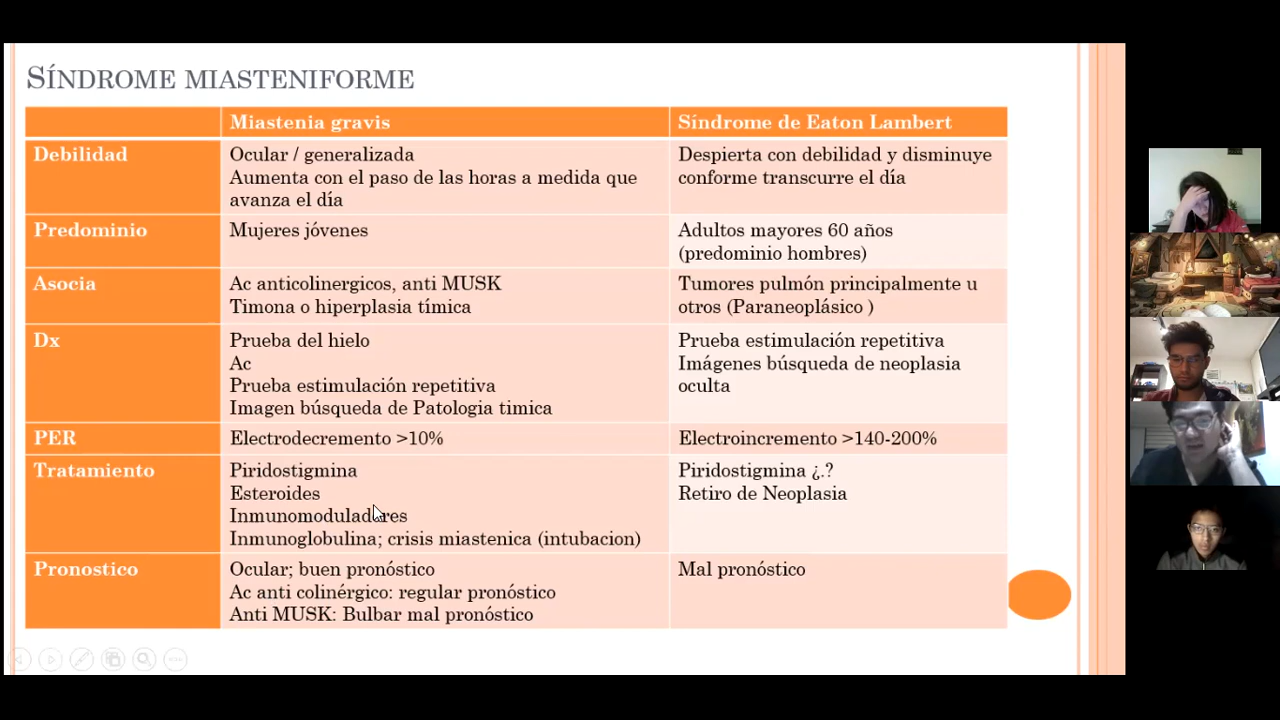 SÍNDROME MIASTENIFORME
Miastenia gravis
Síndrome de Eaton Lambert
Debilidad
Ocular / generalizada
Aumenta con el paso de las horas a medida que
avanza el día
Despierta con debilidad y disminuye
conforme transcurre el día
Predominio
Mujeres jóvenes
Adultos mayores 60 años
(predominio hombres)
Asocia
Ac anticolinergicos, anti MUSK
Timona o hiperplasia tímica
Tumores pulmón principalmente u
otros (Paraneoplásico )
Dx
Prueba del hielo
Ac
Prueba estimulación repetitiva
Imagen búsqueda de Patologia timica
Prueba estimulación repetitiva
Imágenes búsqueda de neoplasia
oculta
PER
Electrodecremento >10%
Electroincremento >140-200%
Tratamiento
Piridostigmina
Esteroides
Inmunomoduladores
Inmunoglobulina; crisis miastenica (intubacion)
Piridostigmina ¿.?
Retiro de Neoplasia
Pronostico
Ocular; buen pronóstico
Ac anti colinérgico: regular pronóstico
Anti MUSK: Bulbar mal pronóstico
Mal pronóstico